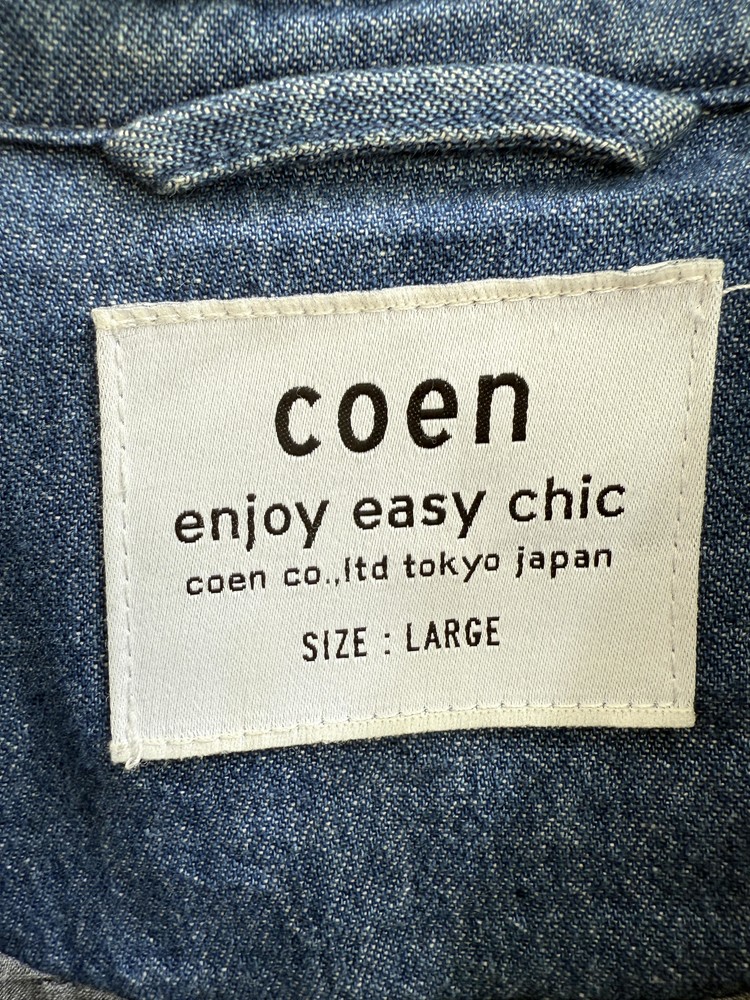 coen
enjoy easy chic
coen co.,ltd tokyo japan
SIZE : LARGE